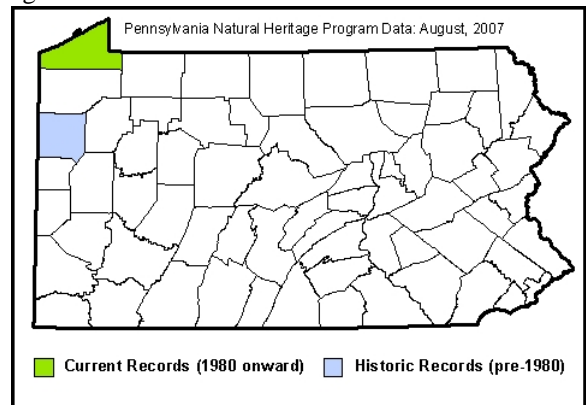 Pennsylvania Natural Heritage Program Data: August, 2007
Current Records (1980 onward)
Historic Records (pre-1980)